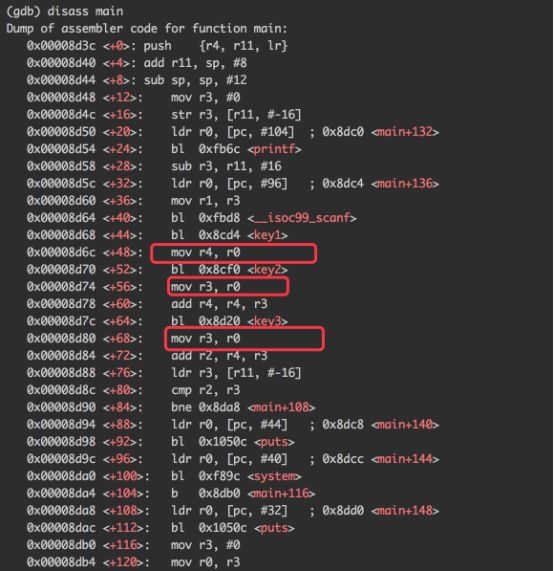 (gdb) disass main
Dump of assembler code for function main:
0x00008d3c <+0>: push {r4, r11, lr}
0x00008d40 <+4>: add r11, sp, #8
0x00008d44 <+8>: sub sp, sp, #12
0x00008d48 <+12>: mov r3, #0
0x00008d4c <+16>: str r3, [r11, #-16]
0x00008d50 <+20>: ldr r0, [pc, #104] ; 0x8dc0 <main+132>
0x00008d54 <+24>: bl 0xfb6c <printf>
0x00008d58 <+28>: sub r3, r11, #16
0x00008d5c <+32>: ldr r0, [pc, #96] ; 0x8dc4 <main+136>
0x00008d60 <+36>: mov r1, r3
0x00008d64 <+40>: bl 0xfbd8 <__isoc99_scanf>
0x00008d68 <+44>: bl 0x8cd4 <key1>
0x00008d6c <+48>: mov r4, r0
0x00008d70 <+52>: bl 0x8cf0 <key2>
0x00008d74 <+56>: mov r3, r0
0x00008d78 <+60>: add r4, r4, r3
0x00008d7c <+64>: bl 0x8d20 <key3>
0x00008d80 <+68>: mov r3, r0
0x00008d84 <+72>: add r2, r4, r3
0x00008d88 <+76>: ldr r3, [r11, #-16]
0x00008d8c <+80>: cmp r2, r3
0x00008d90 <+84>: bne 0x8da8 <main+108>
0x00008d94 <+88>: ldr r0, [pc, #44] ; 0x8dc8 <main+140>
0x00008d98 <+92>: bl 0x1050c <puts>
0x00008d9c <+96>: ldr r0, [pc, #40] ; 0x8dcc <main+144>
0x00008da0 <+100>: bl 0xf89c <system>
0x00008da4 <+104>: b 0x8db0 <main+116>
0x00008da8 <+108>: ldr r0, [pc, #32] ; 0x8dd0 <main+148>
0x00008dac <+112>: bl 0x1050c <puts>
0x00008db0 <+116>: mov r3, #0
0x00008db4 <+120>: mov r0, r3